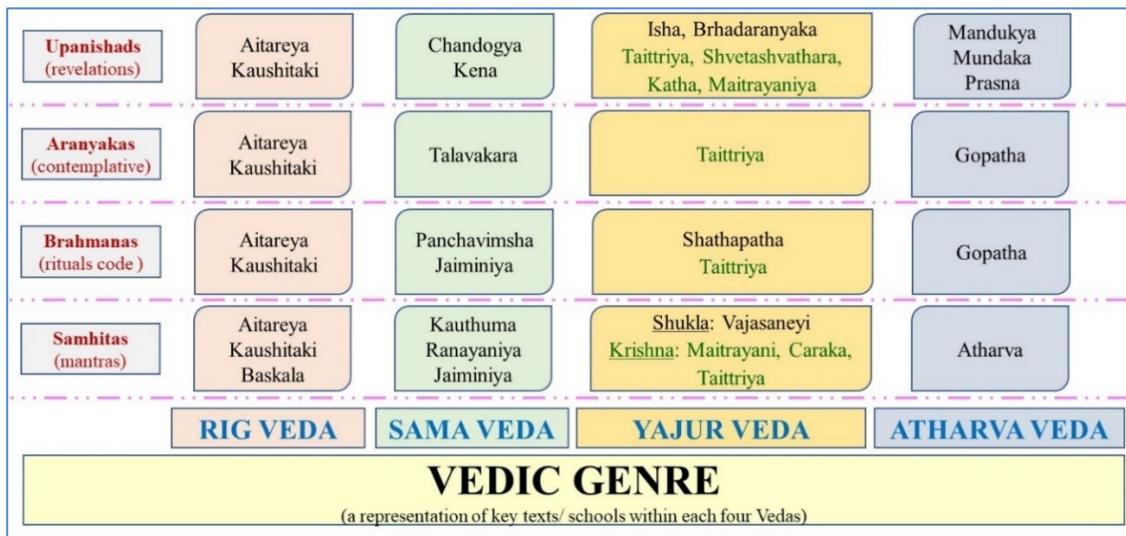 Upanishads
(revelations)
Aitareya
Kaushitaki
Chandogya
Kena
Isha, Brhadaranyaka
Taittriya, Shvetashvathara,
Katha, Maitrayaniya
Mandukya
Mundaka
Prasna
Aranyakas
(contemplative)
Aitareya
Kaushitaki
Talavakara
Taittriya
Gopatha
Brahmanas
(rituals code )
Aitareya
Kaushitaki
Panchavimsha
Jaiminiya
Shathapatha
Taittriya
Gopatha
Samhitas
(mantras)
Aitareya
Kaushitaki
Baskala
Kauthuma
Ranayaniya
Jaiminiya
Shukla: Vajasaneyi
Krishna: Maitrayani, Caraka,
Taittriya
Atharva
RIG VEDA
SAMA VEDA
YAJUR VEDA
ATHARVA VEDA
VEDIC GENRE
(a representation of key texts/ schools within each four Vedas)